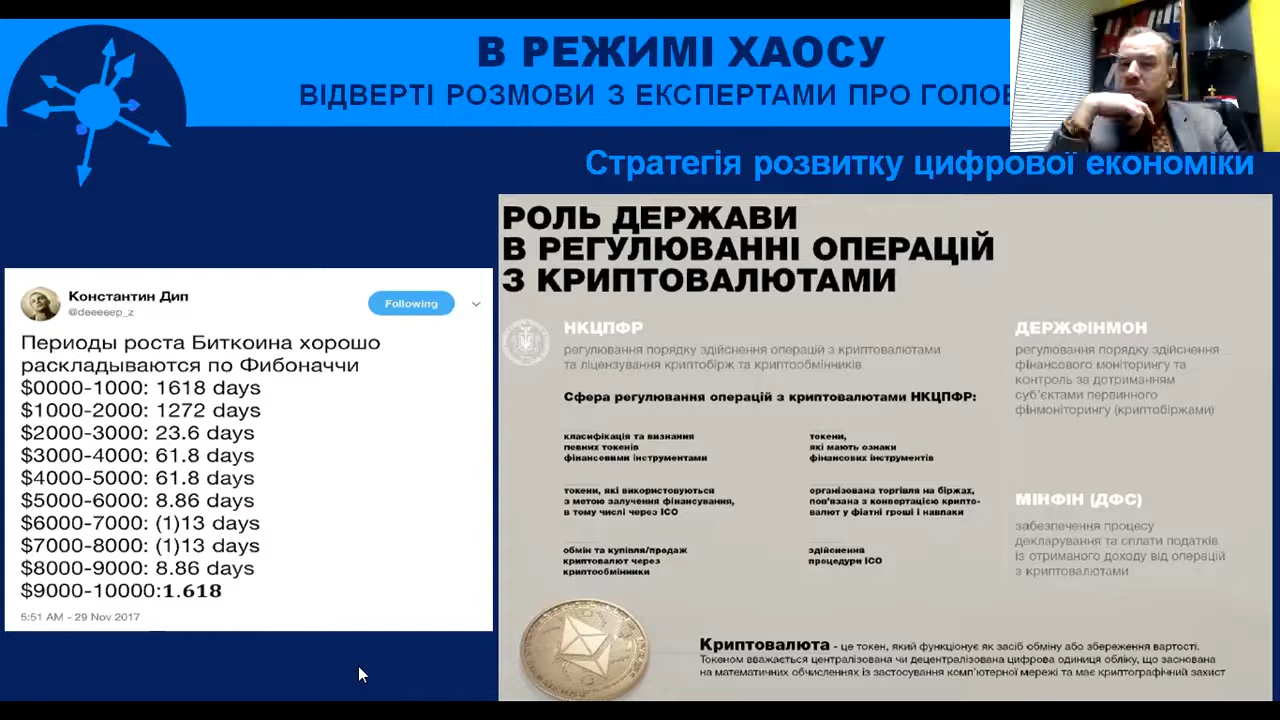 В РЕЖИМІ ХАОСУ
ВІДВЕРТІ РОЗМОВИ З ЕКСПЕРТАМИ ПРО
Стратегія розвитку цифрової економіки
Константин Дип
@deeeeep_z
Following
Периоды роста Биткоина хорошо
раскладываются по Фибоначчи
$0000-1000: 1618 days
$1000-2000: 1272 days
$2000-3000: 23.6 days
$3000-4000: 61.8 days
$4000-5000: 61.8 days
$5000-6000: 8.86 days
$6000-7000: (1)13 days
$7000-8000: (1)13 days
$8000-9000: 8.86 days
$9000-10000:1.618
5:51 AM - 29 Nov 2017
РОЛЬ ДЕРЖАВИ
В РЕГУЛЮВАННІ ОПЕРАЦІЙ
З КРИПТОВАЛЮТАМИ
НКЦПФР
регулювання порядку здійснення операцій з криптовалютами
та ліцензування криптобірж та криптообмінників
Сфера регулювання операцій з криптовалютами НКЦПФР:
класифікація та визнання
певних токенів
фінансовими інструментами
токени,
які мають ознаки
фінансових інструментів
токени, які використовуються
з метою залучення фінансування,
в тому числі через ICO
організована торгівля на біржах,
пов'язана з конвертацією крипто-
валют у фіатні гроші і навпаки
обмін та купівля/продаж
криптовалют через
криптообмінники
здійснення
процедури ICO
ДЕРЖФІНМОН
регулювання порядку здійснення
фінансового моніторингу та
контроль за дотриманням
суб'єктами первинного
фінмоніторингу (криптобіржами)
МІНФІН (ДФС)
забезпечення процесу
декларування та сплати податків
із отриманого доходу від операцій
з криптовалютами
Криптовалюта - це токен, який функціонує як засіб обміну або збереження вартості.
Токеном вважається централізована чи децентралізована цифрова одиниця обліку, що заснована
на математичних обчисленнях із застосування комп'ютерної мережі та має криптографічний захист